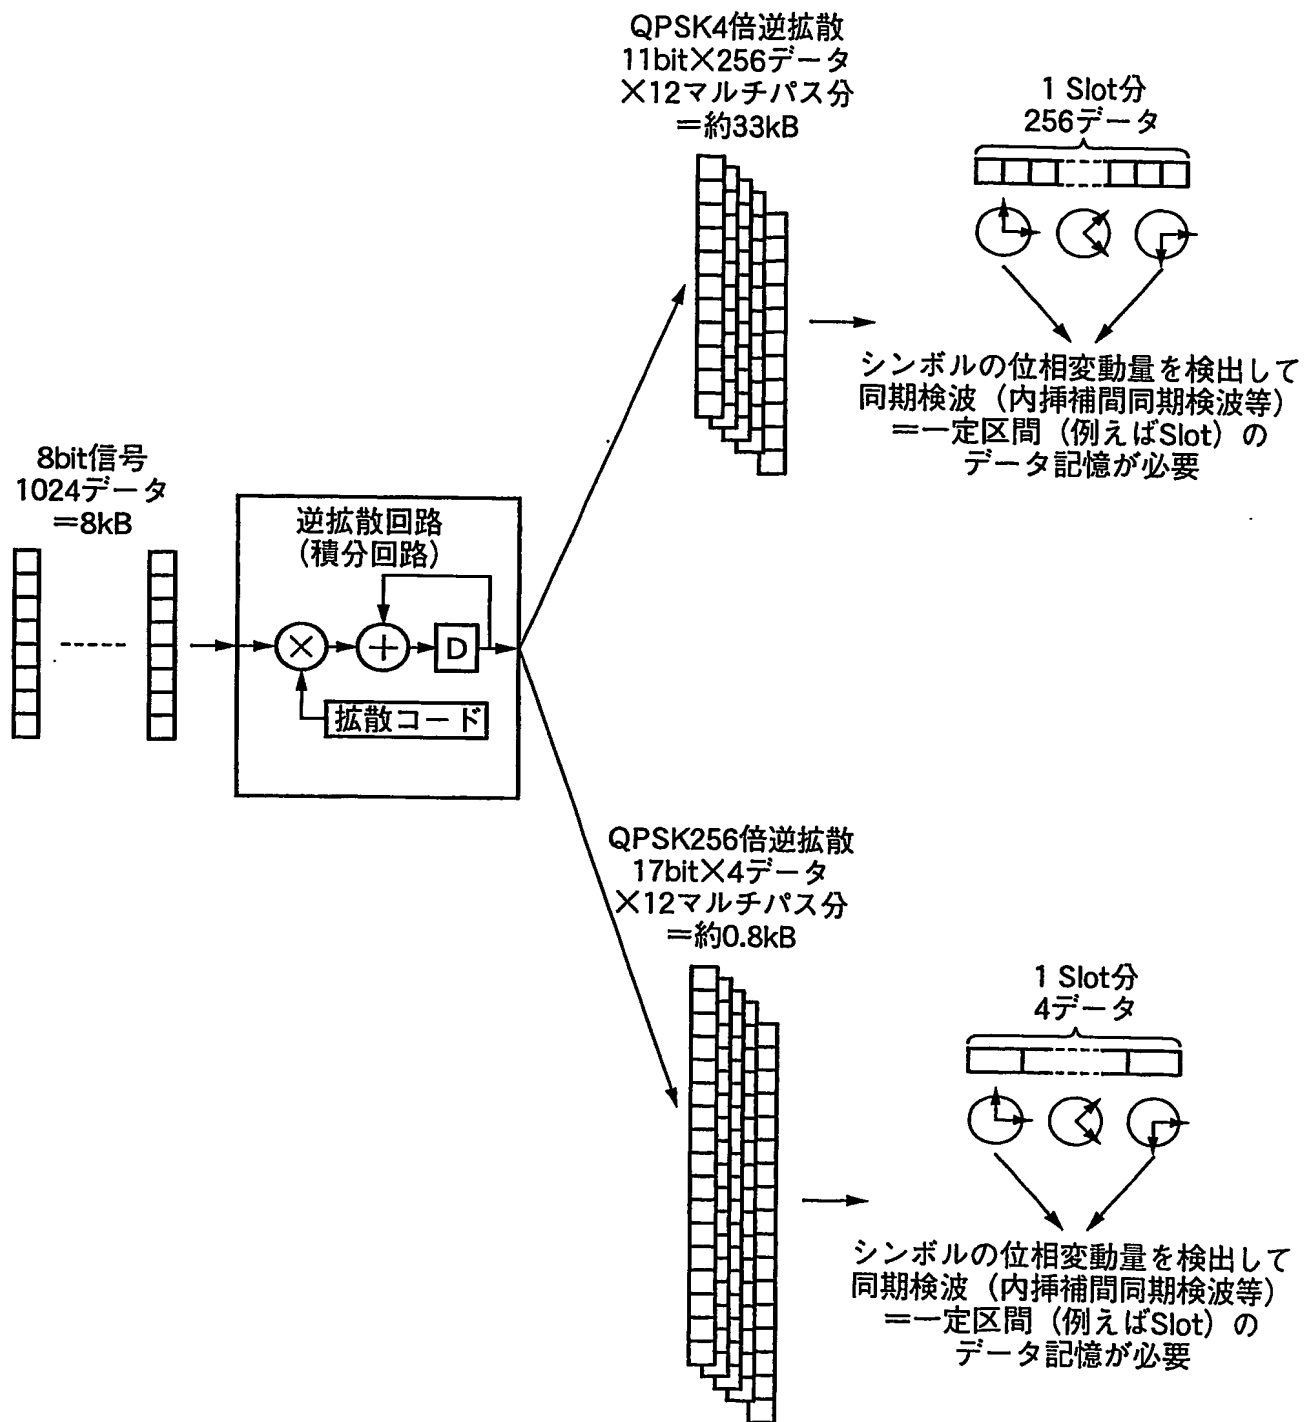 QPSK4倍逆拡散
11bit×256データ
×12マルチパス分
＝約33kB
1 Slot分
256データ
シンボルの位相変動量を検出して
同期検波（内挿補間同期検波等）
＝一定区間（例えばSlot）の
データ記憶が必要
8bit信号
1024データ
＝8kB
逆拡散回路
(積分回路)
×
+
D
拡散コード
QPSK256倍逆拡散
17bit×4データ
×12マルチパス分
＝約0.8kB
1 Slot分
4データ
シンボルの位相変動量を検出して
同期検波（内挿補間同期検波等）
＝一定区間（例えばSlot）の
データ記憶が必要